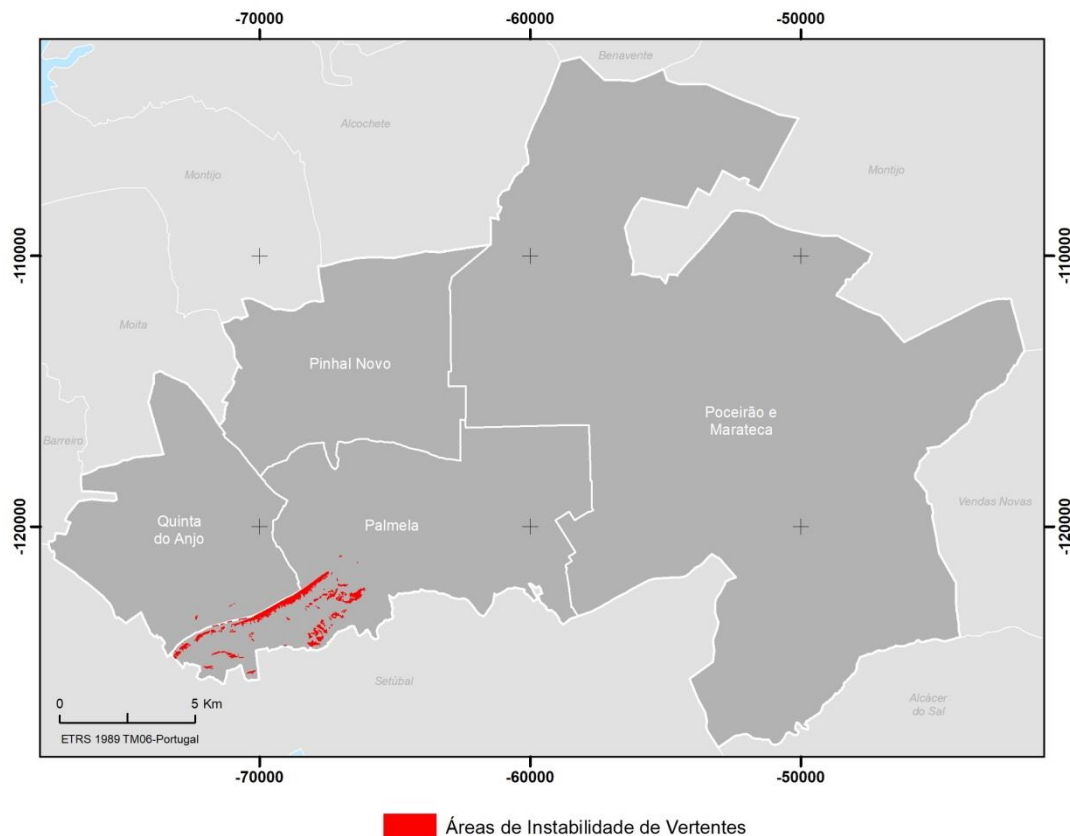 -70000
-60000
-50000
Benavente
Alcochete
Montijo
Montijo
-110000
-110000
Moita
Pinhal Novo
Poceirão e
Marateca
Barreiro
Vendas Novas
Quinta
do Anjo
Palmela
-120000
-120000
Setúbal
Alcácer
do Sal
0
5 Km
ETRS 1989 TM06-Portugal
-70000
-60000
-50000
Áreas de Instabilidade de Vertentes